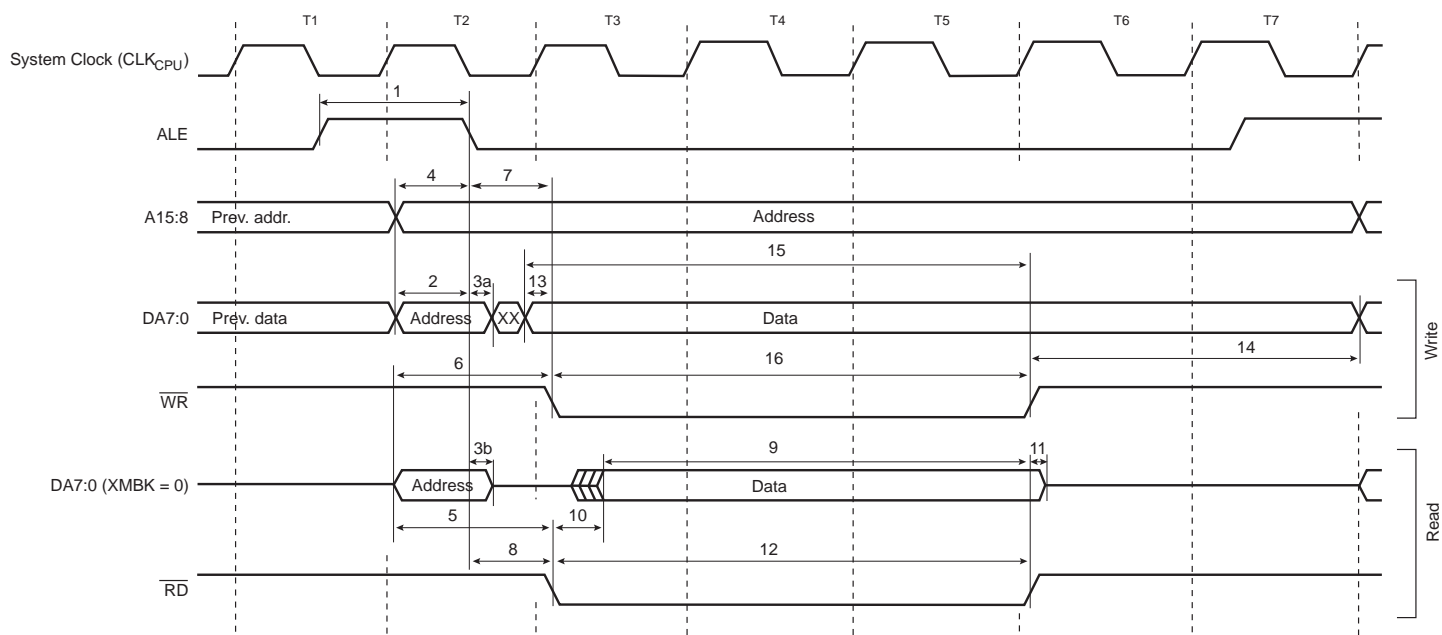 T1 T2 T3 T4 T5 T6 T7
System Clock (CLKCPU)
1
ALE
4 7
A15:8 Prev. addr. Address
15
2 3a 13
DA7:0 Prev. data Address XX Data
14
6 16
WR
Write
3b 9 11
DA7:0 (XMBK = 0) Address Data
5 10
8 12
RD
Read